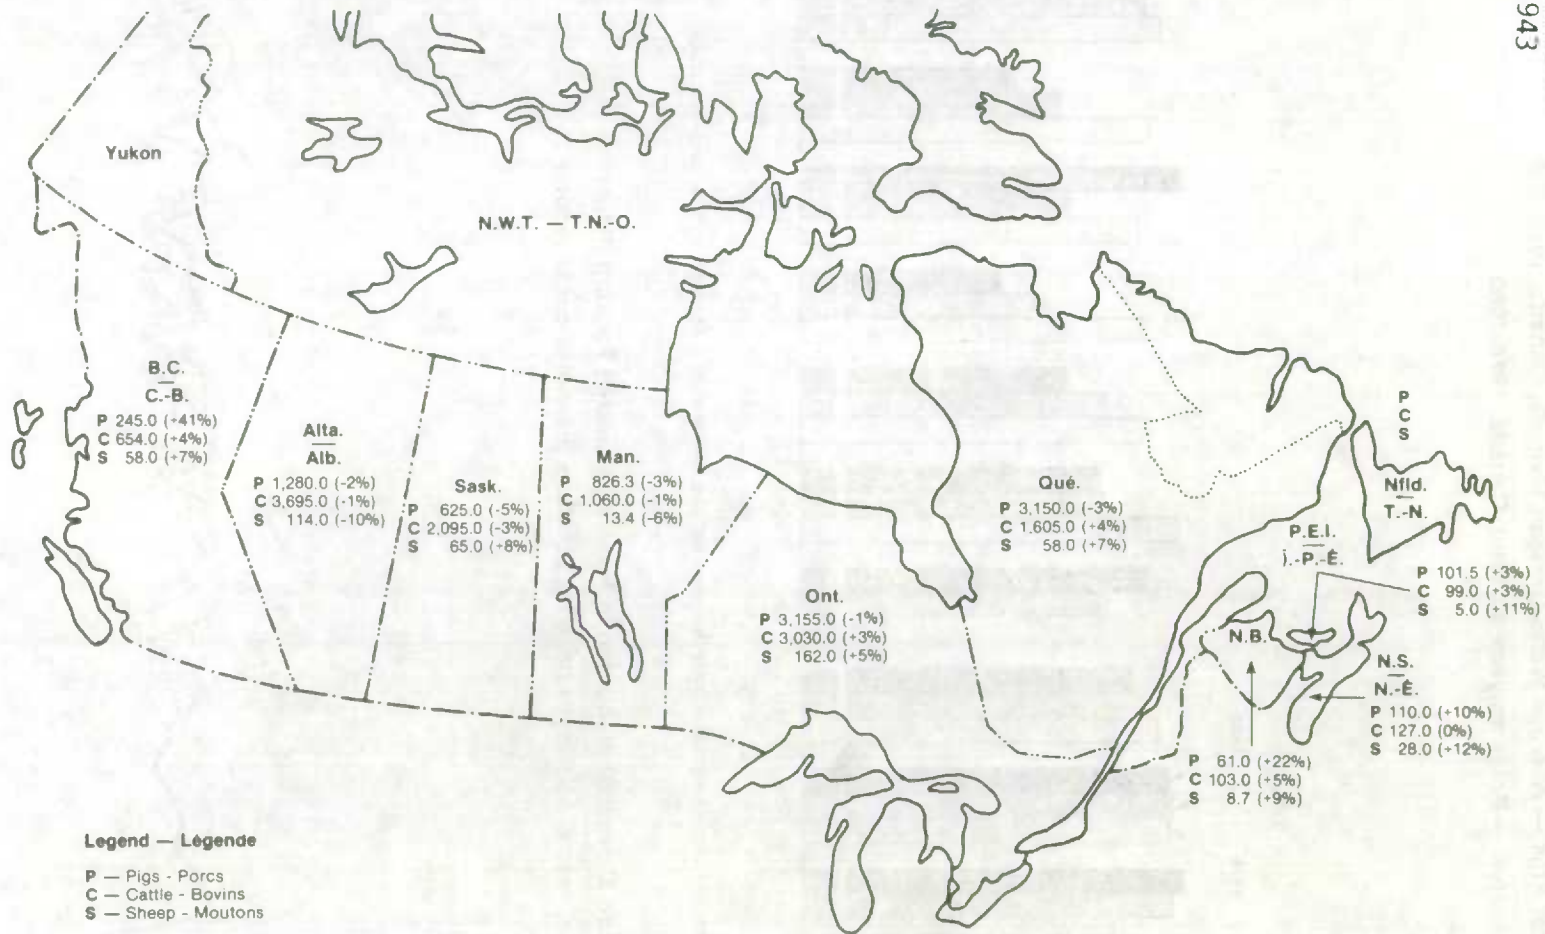 943
Yukon
N.W.T. — T.N.-O.
B.C.
C.-B.
P 245.0 (+41%)
C 654.0 (+4%)
S 58.0 (+7%)
Alta.
Alb.
P 1,280.0 (-2%)
C 3,695.0 (-1%)
S 114.0 (-10%)
Sask.
P 625.0 (-5%)
C 2,095.0 (-3%)
S 65.0 (+8%)
Man.
P 826.3 (-3%)
C 1,060.0 (-1%)
S 13.4 (-6%)
Ont.
P 3,155.0 (-1%)
C 3,030.0 (+3%)
S 162.0 (+5%)
Qué.
P 3,150.0 (-3%)
C 1,605.0 (+4%)
S 58.0 (+7%)
P
C
S
Nfld.
T.-N.
P.E.I.
Î.-P.-É.
P 101.5 (+3%)
C 99.0 (+3%)
S 5.0 (+11%)
N.B.
P 61.0 (+22%)
C 103.0 (+5%)
S 8.7 (+9%)
N.S.
N.-É.
P 110.0 (+10%)
C 127.0 (0%)
S 28.0 (+12%)
Legend — Légende
P — Pigs - Porcs
C — Cattle - Bovins
S — Sheep - Moutons